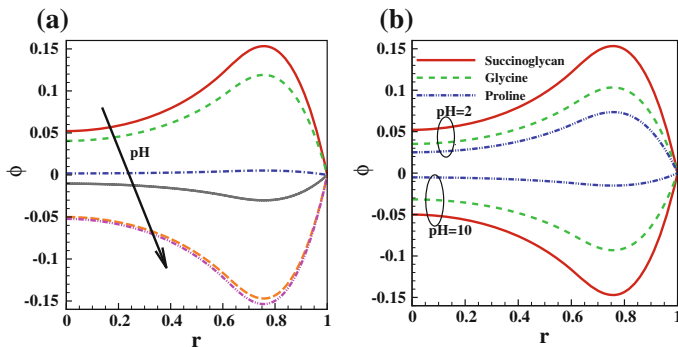 (a)
0.15
0.1
0.05
0
-0.05
-0.1
-0.15
ϕ
pH
0 0.2 0.4 0.6 0.8 1
r
(b)
0.15
0.1
0.05
0
-0.05
-0.1
-0.15
ϕ
Succinoglycan
Glycine
Proline
pH=2
pH=10
0 0.2 0.4 0.6 0.8 1
r